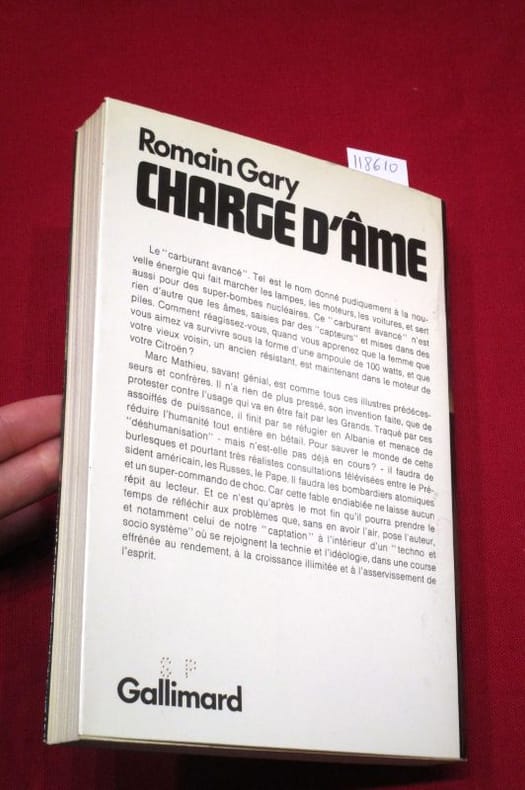 118610
Romain Gary
CHARGE D'ÂME
Le "carburant avancé". Tel est le nom donné pudiquement à la nou-
velle énergie qui fait marcher les lampes, les moteurs, les voitures, et sert
aussi pour des super-bombes nucléaires. Ce "carburant avancé" n'est
rien d'autre que les âmes, saisies par des "capteurs" et mises dans des
piles. Comment réagissez-vous, quand vous apprenez que la femme que
vous aimez va survivre sous la forme d'une ampoule de 100 watts, et que
votre vieux voisin, un ancien résistant, est maintenant dans le moteur de
votre Citroën ?
Marc Mathieu, savant génial, est comme tous ces illustres prédéces-
seurs et confrères. Il n'a rien de plus pressé, son invention faite, que de
protester contre l'usage qui va en être fait par les Grands. Traqué par ces
assoiffés de puissance, il finit par se réfugier en Albanie et menace de
réduire l'humanité tout entière en bétail. Pour sauver le monde de cette
"déshumanisation" - mais n'est-elle pas déjà en cours ? - il faudra de
burlesques et pourtant très réalistes consultations télévisées entre le Pré-
sident américain, les Russes, le Pape. Il faudra les bombardiers atomiques
et un super-commando de choc. Car cette fable endiablée ne laisse aucun
répit au lecteur. Et ce n'est qu'après le mot fin qu'il pourra prendre le
temps de réfléchir aux problèmes que, sans en avoir l'air, pose l'auteur,
et notamment celui de notre "captation" à l'intérieur d'un "techno et
socio système" où se rejoignent la technie et l'idéologie, dans une course
effrénée au rendement, à la croissance illimitée et à l'asservissement de
l'esprit.
S P
Gallimard